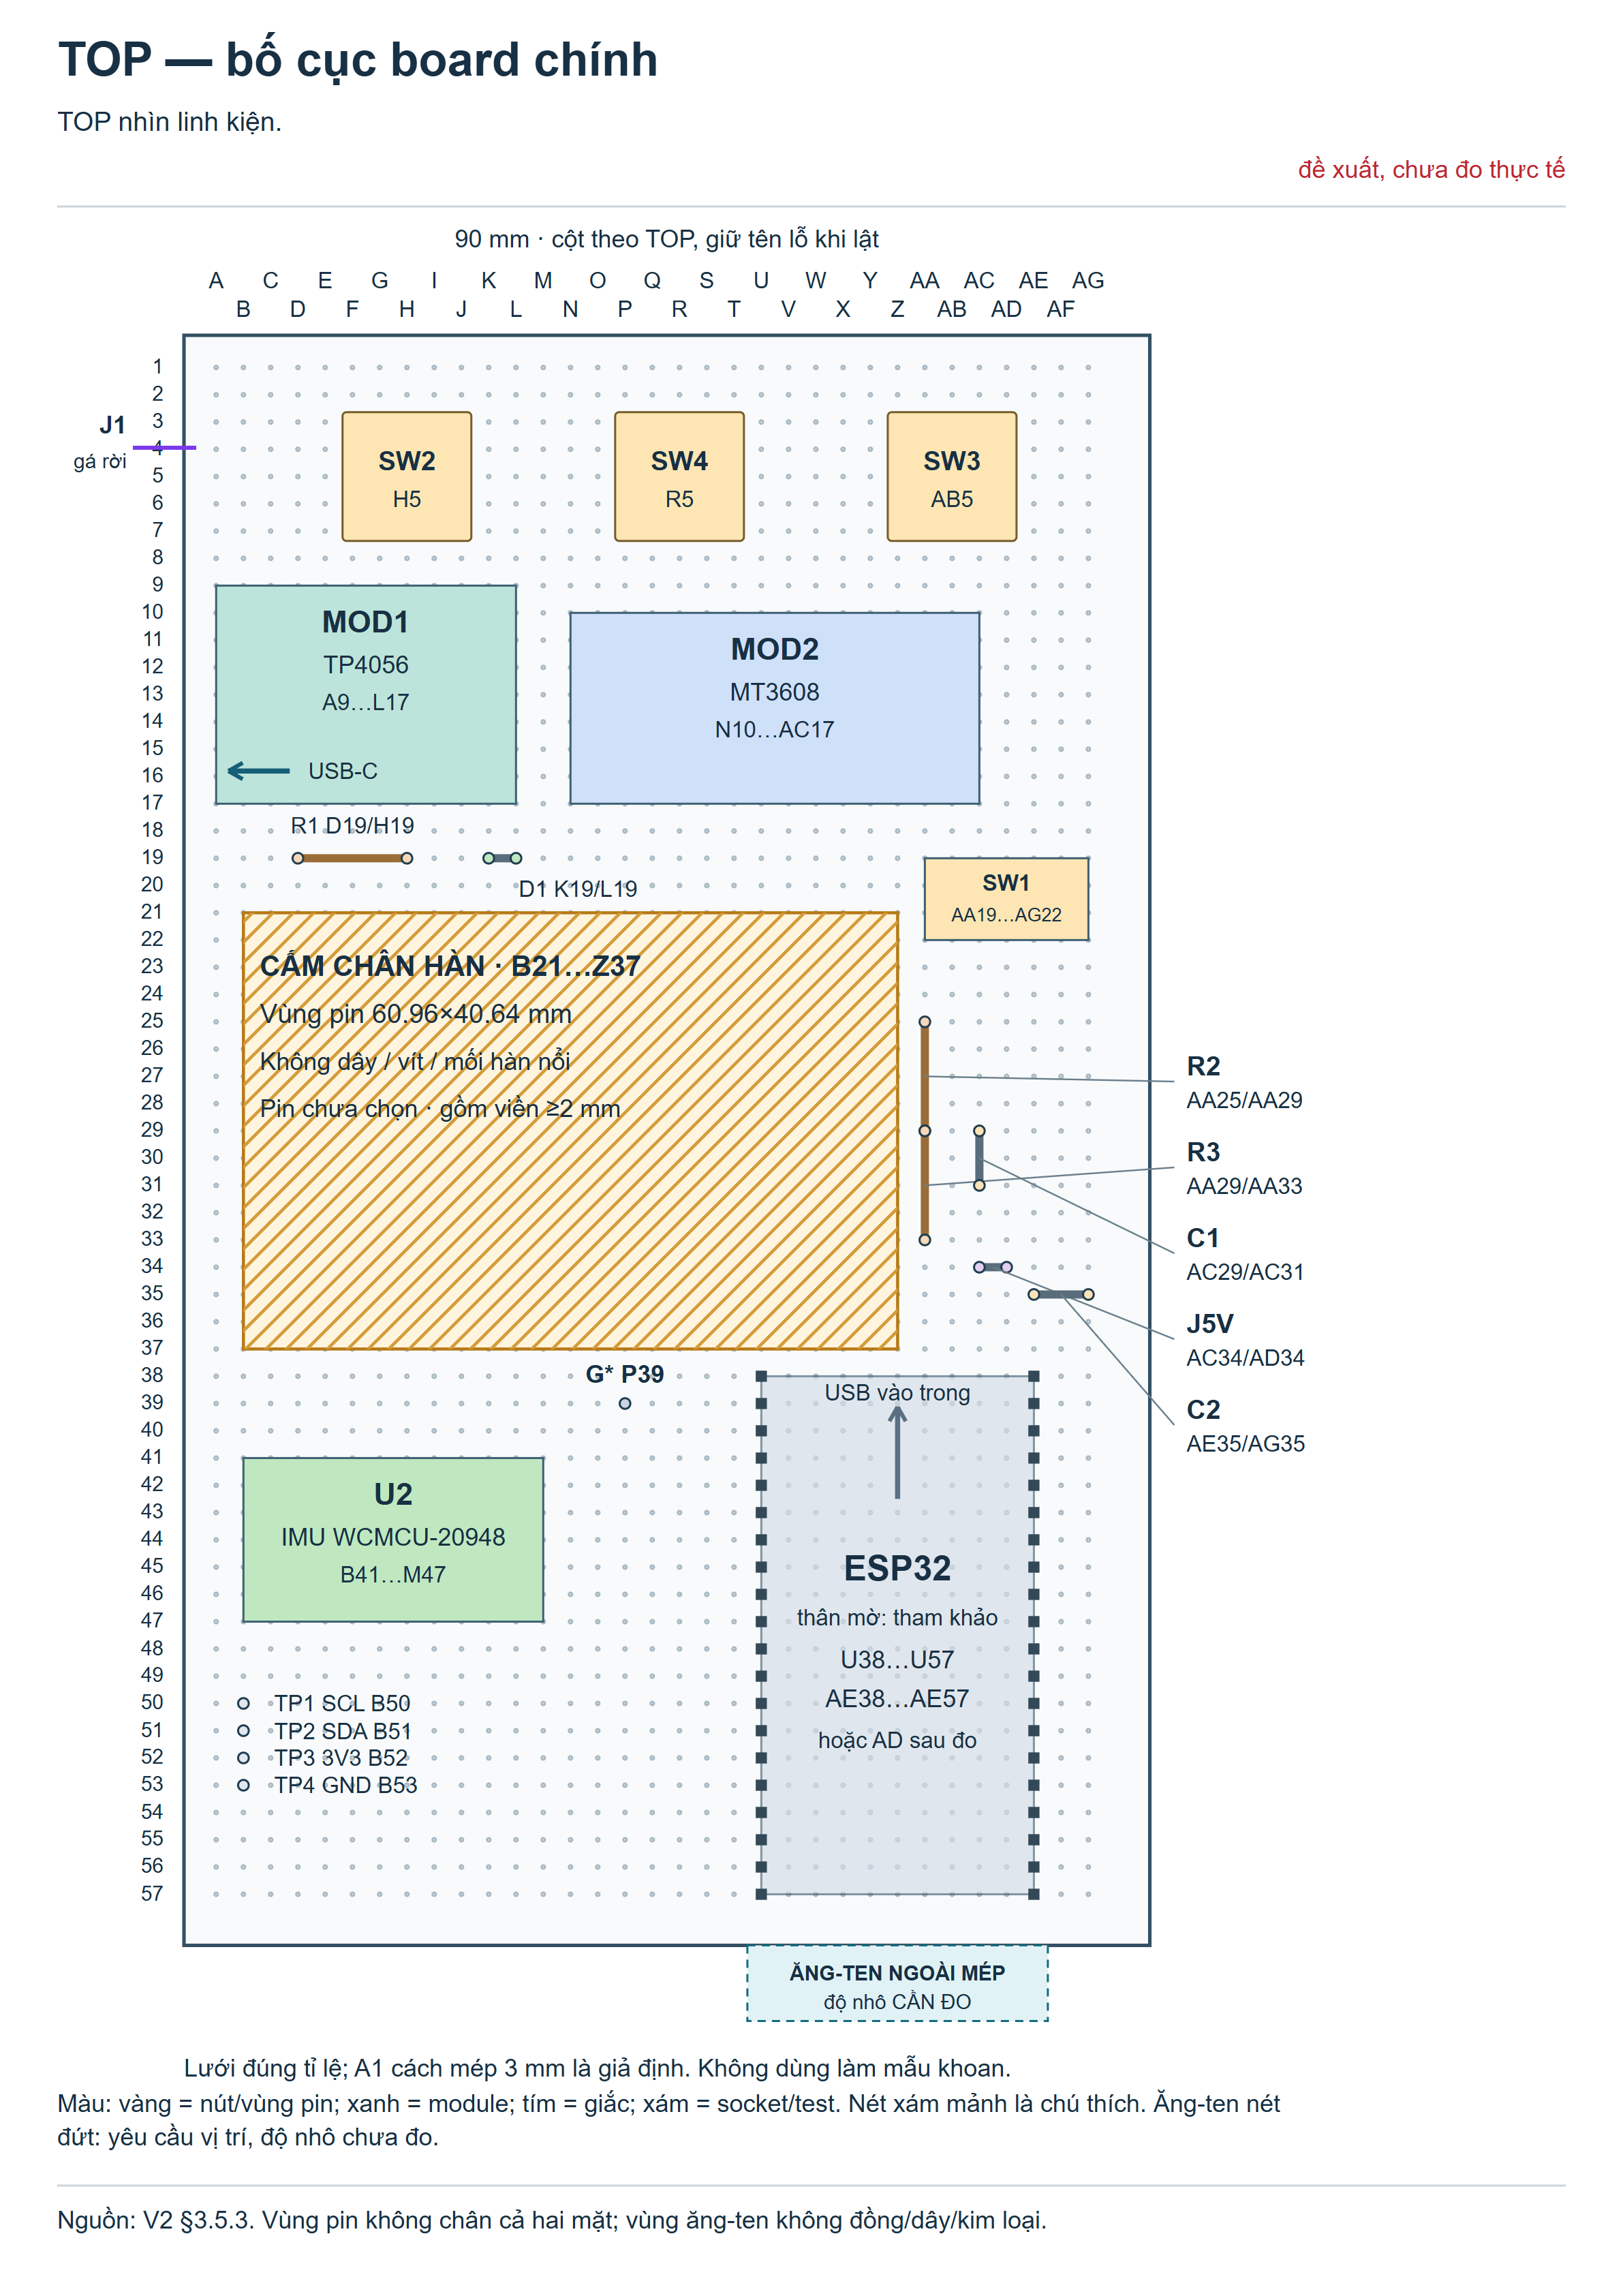 TOP — bố cục board chính
TOP nhìn linh kiện.
đề xuất, chưa đo thực tế
90 mm · cột theo TOP, giữ tên lỗ khi lật
A C E G I K M O Q S U W Y AA AC AE AG
B D F H J L N P R T V X Z AB AD AF
1
2
3
4
5
6
7
8
9
10
11
12
13
14
15
16
17
18
19
20
21
22
23
24
25
26
27
28
29
30
31
32
33
34
35
36
37
38
39
40
41
42
43
44
45
46
47
48
49
50
51
52
53
54
55
56
57
J1
gá rời
SW2
H5
SW4
R5
SW3
AB5
MOD1
TP4056
A9…L17
USB-C
MOD2
MT3608
N10…AC17
R1 D19/H19
D1 K19/L19
SW1
AA19…AG22
CẤM CHÂN HÀN · B21…Z37
Vùng pin 60.96×40.64 mm
Không dây / vít / mối hàn nổi
Pin chưa chọn · gồm viền ≥2 mm
R2
AA25/AA29
R3
AA29/AA33
C1
AC29/AC31
J5V
AC34/AD34
C2
AE35/AG35
G* P39
USB vào trong
U2
IMU WCMCU-20948
B41…M47
ESP32
thân mờ: tham khảo
U38…U57
AE38…AE57
hoặc AD sau đo
TP1 SCL B50
TP2 SDA B51
TP3 3V3 B52
TP4 GND B53
ĂNG-TEN NGOÀI MÉP
độ nhô CẦN ĐO
Lưới đúng tỉ lệ; A1 cách mép 3 mm là giả định. Không dùng làm mẫu khoan.
Màu: vàng = nút/vùng pin; xanh = module; tím = giắc; xám = socket/test. Nét xám mảnh là chú thích. Ăng-ten nét
đứt: yêu cầu vị trí, độ nhô chưa đo.
Nguồn: V2 §3.5.3. Vùng pin không chân cả hai mặt; vùng ăng-ten không đồng/dây/kim loại.